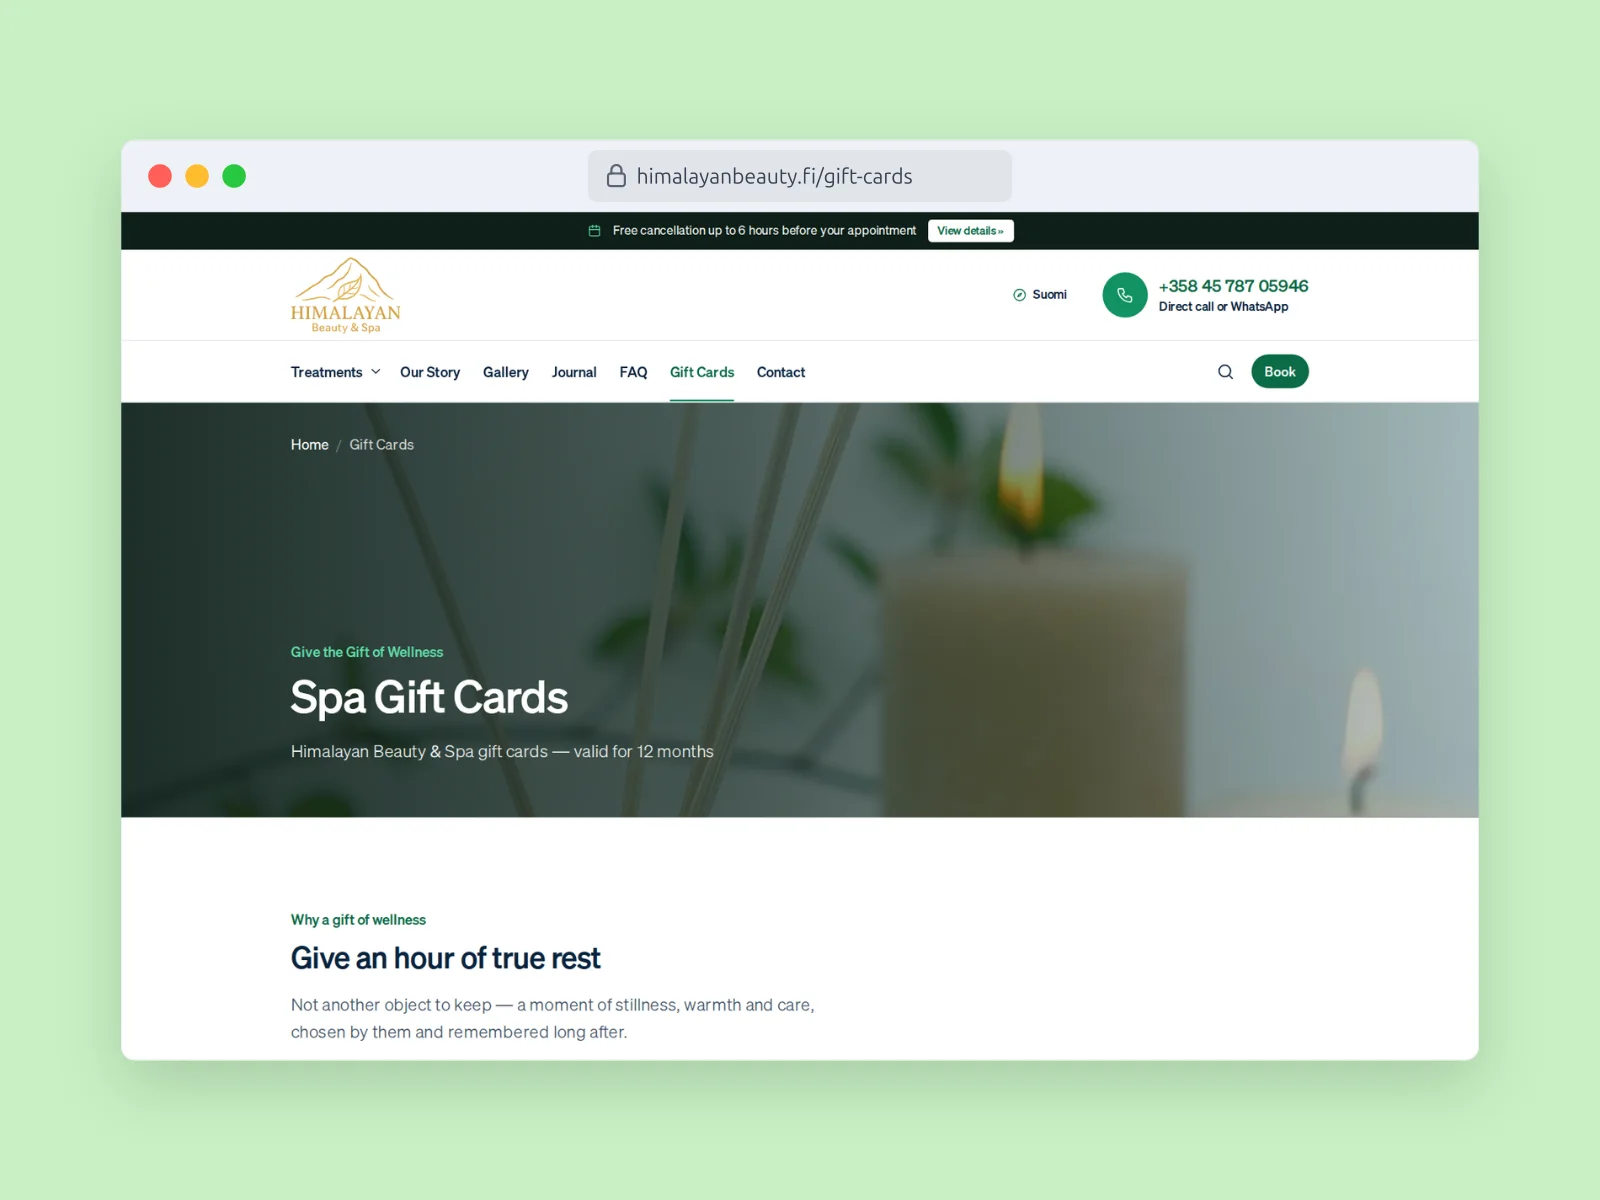 himalayanbeauty.fi/gift-cards
Free cancellation up to 6 hours before your appointment
View details »
HIMALAYAN
Beauty & Spa
Suomi
+358 45 787 05946
Direct call or WhatsApp
Treatments
Our Story
Gallery
Journal
FAQ
Gift Cards
Contact
Book
Home / Gift Cards
Give the Gift of Wellness
Spa Gift Cards
Himalayan Beauty & Spa gift cards — valid for 12 months
Why a gift of wellness
Give an hour of true rest
Not another object to keep — a moment of stillness, warmth and care,
chosen by them and remembered long after.